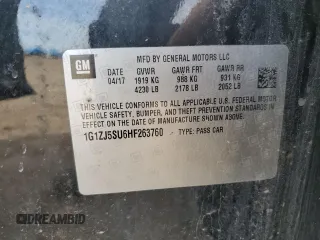 GM
MFD BY GENERAL MOTORS LLC
04/17 GVWR GAWR FRT GAWR RR
1919 KG 988 KG 931 KG
4230 LB 2178 LB 2052 LB
THIS VEHICLE CONFORMS TO ALL APPLICABLE U.S. FEDERAL MOTOR
VEHICLE SAFETY, BUMPER, AND THEFT PREVENTION STANDARDS IN
EFFECT ON THE DATE OF MANUFACTURE SHOWN ABOVE.
1G1ZJ5SU6HF263760 TYPE: PASS CAR
© DREAMBID.COM